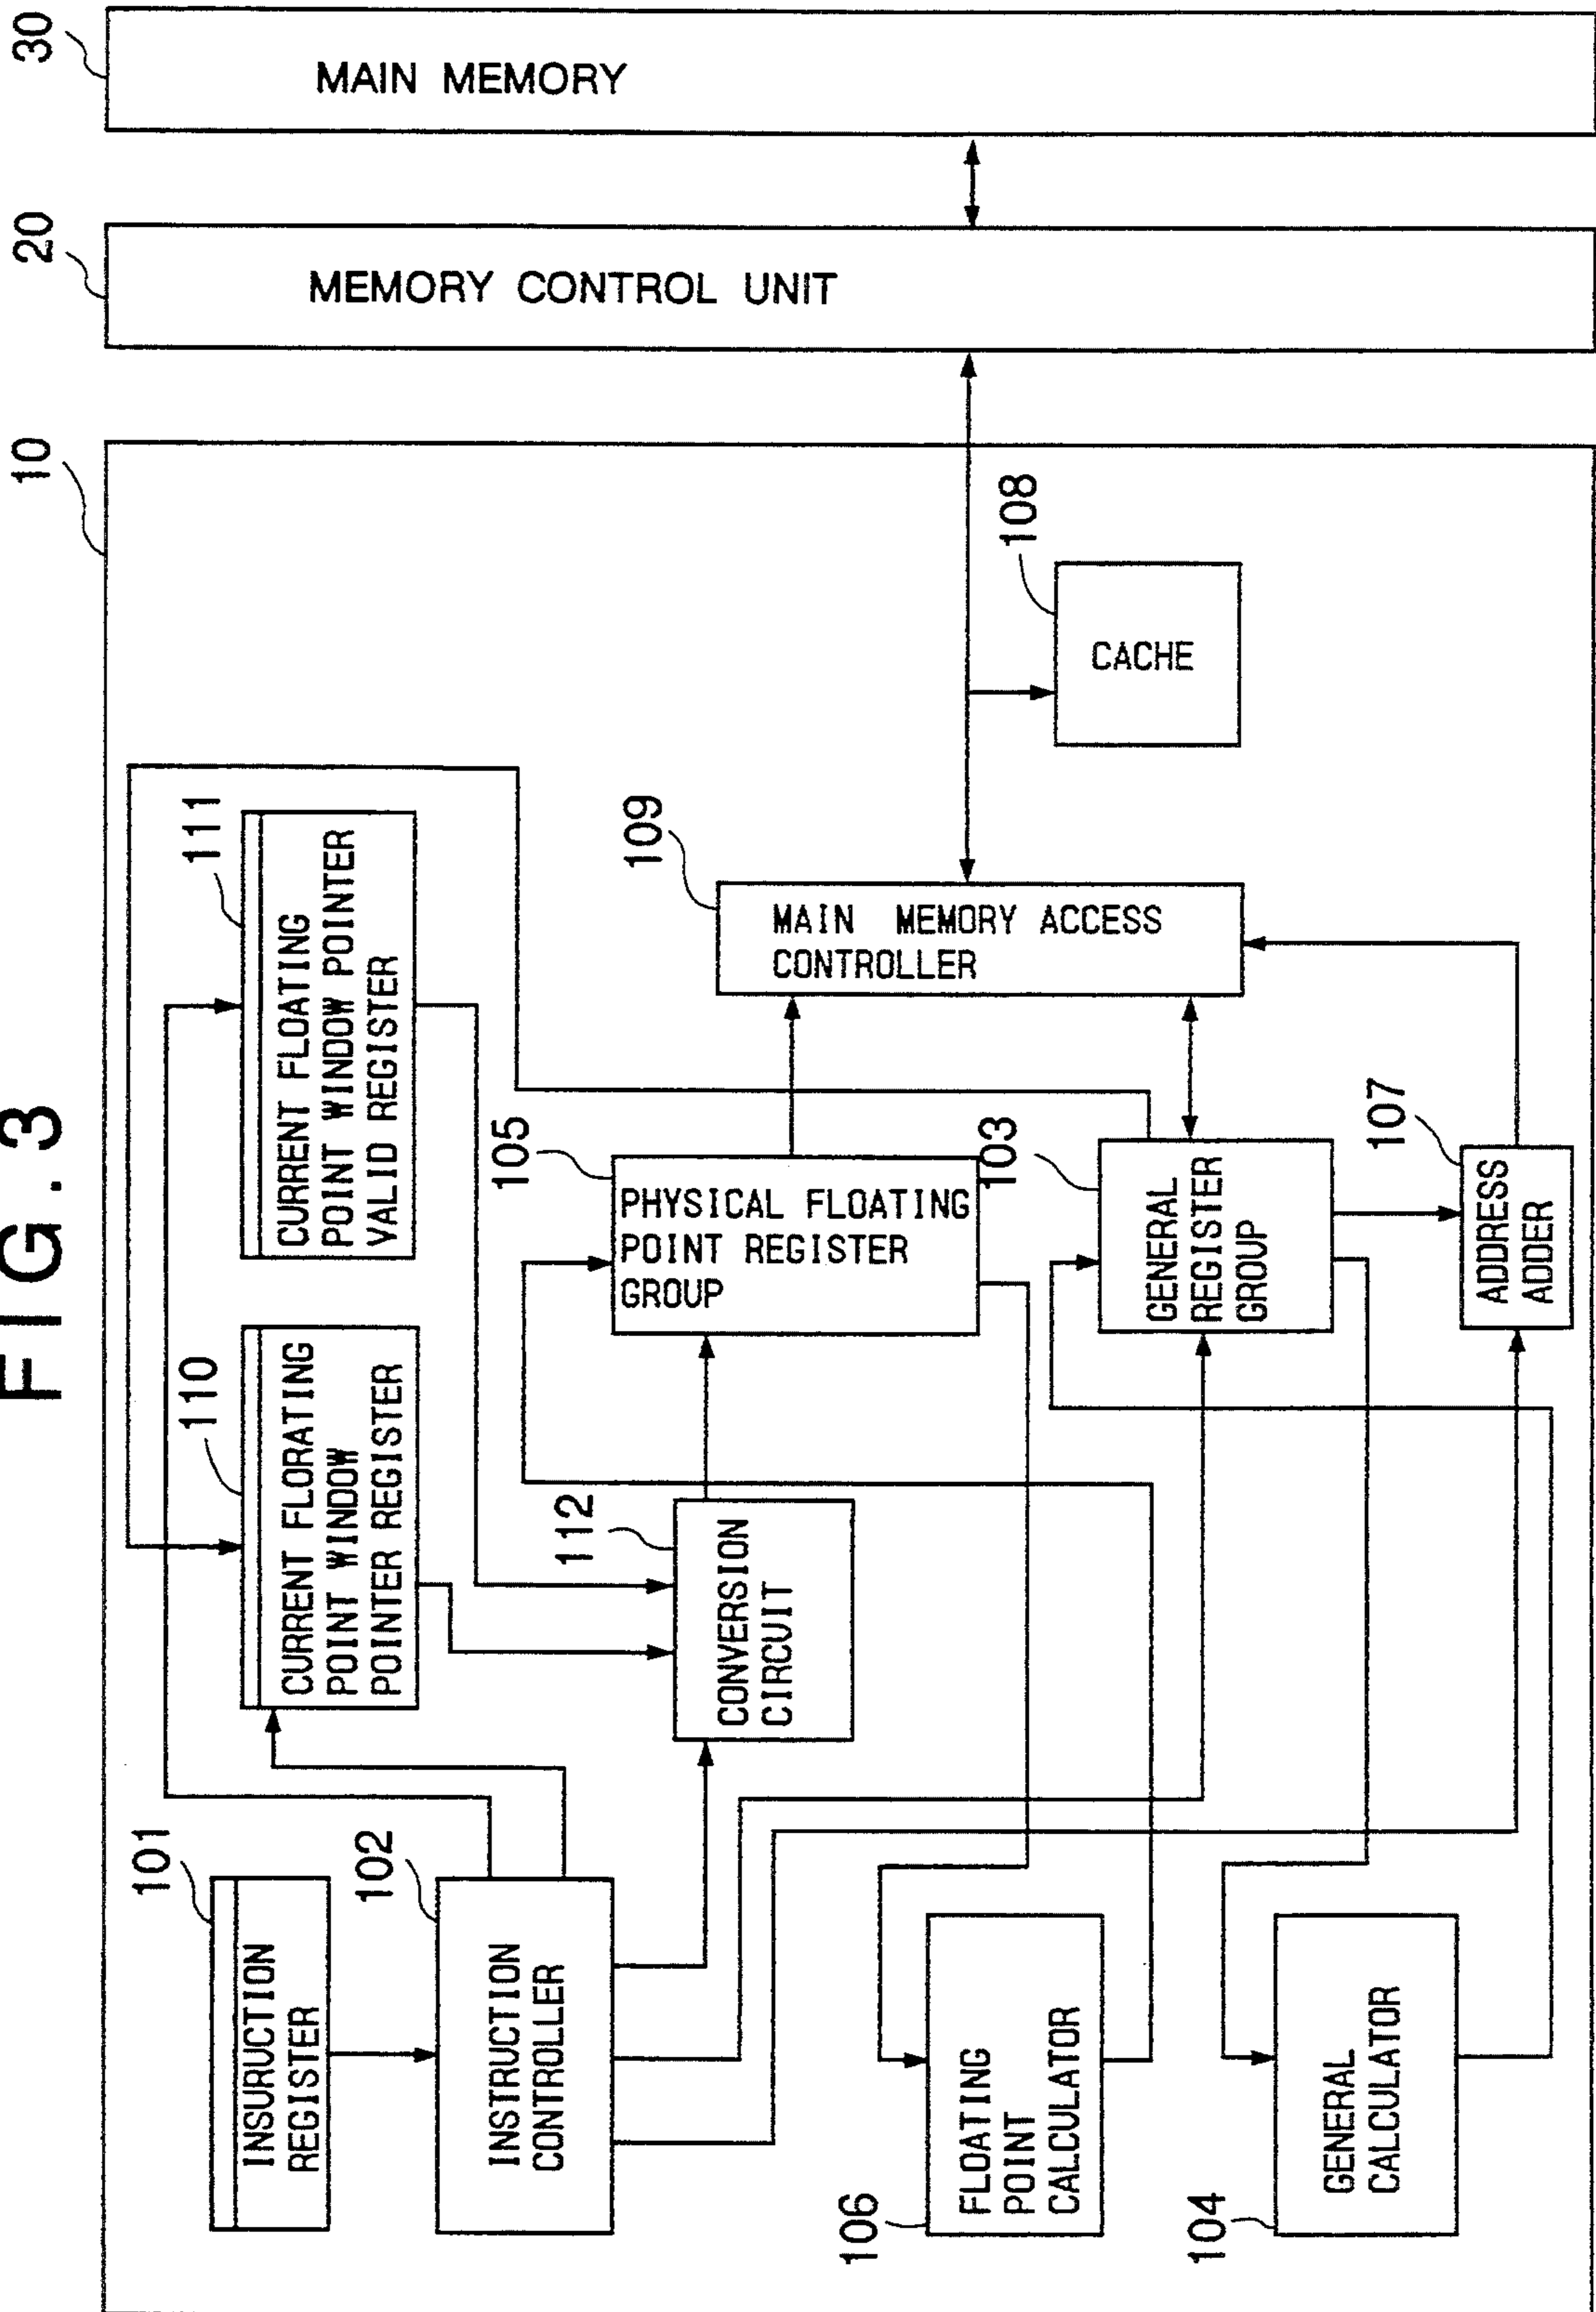 FIG.3
30
MAIN MEMORY
20
MEMORY CONTROL UNIT
10
101
INSURUCTION
REGISTER
102
INSTRUCTION
CONTROLLER
110
CURRENT FLORATING
POINT WINDOW
POINTER REGISTER
111
CURRENT FLOATING
POINT WINDOW POINTER
VALID REGISTER
112
CONVERSION
CIRCUIT
105
PHYSICAL FLOATING
POINT REGISTER
GROUP
109
MAIN MEMORY ACCESS
CONTROLLER
108
CACHE
103
GENERAL
REGISTER
GROUP
107
ADDRESS
ADDER
106
FLOATING
POINT
CALCULATOR
104
GENERAL
CALCULATOR